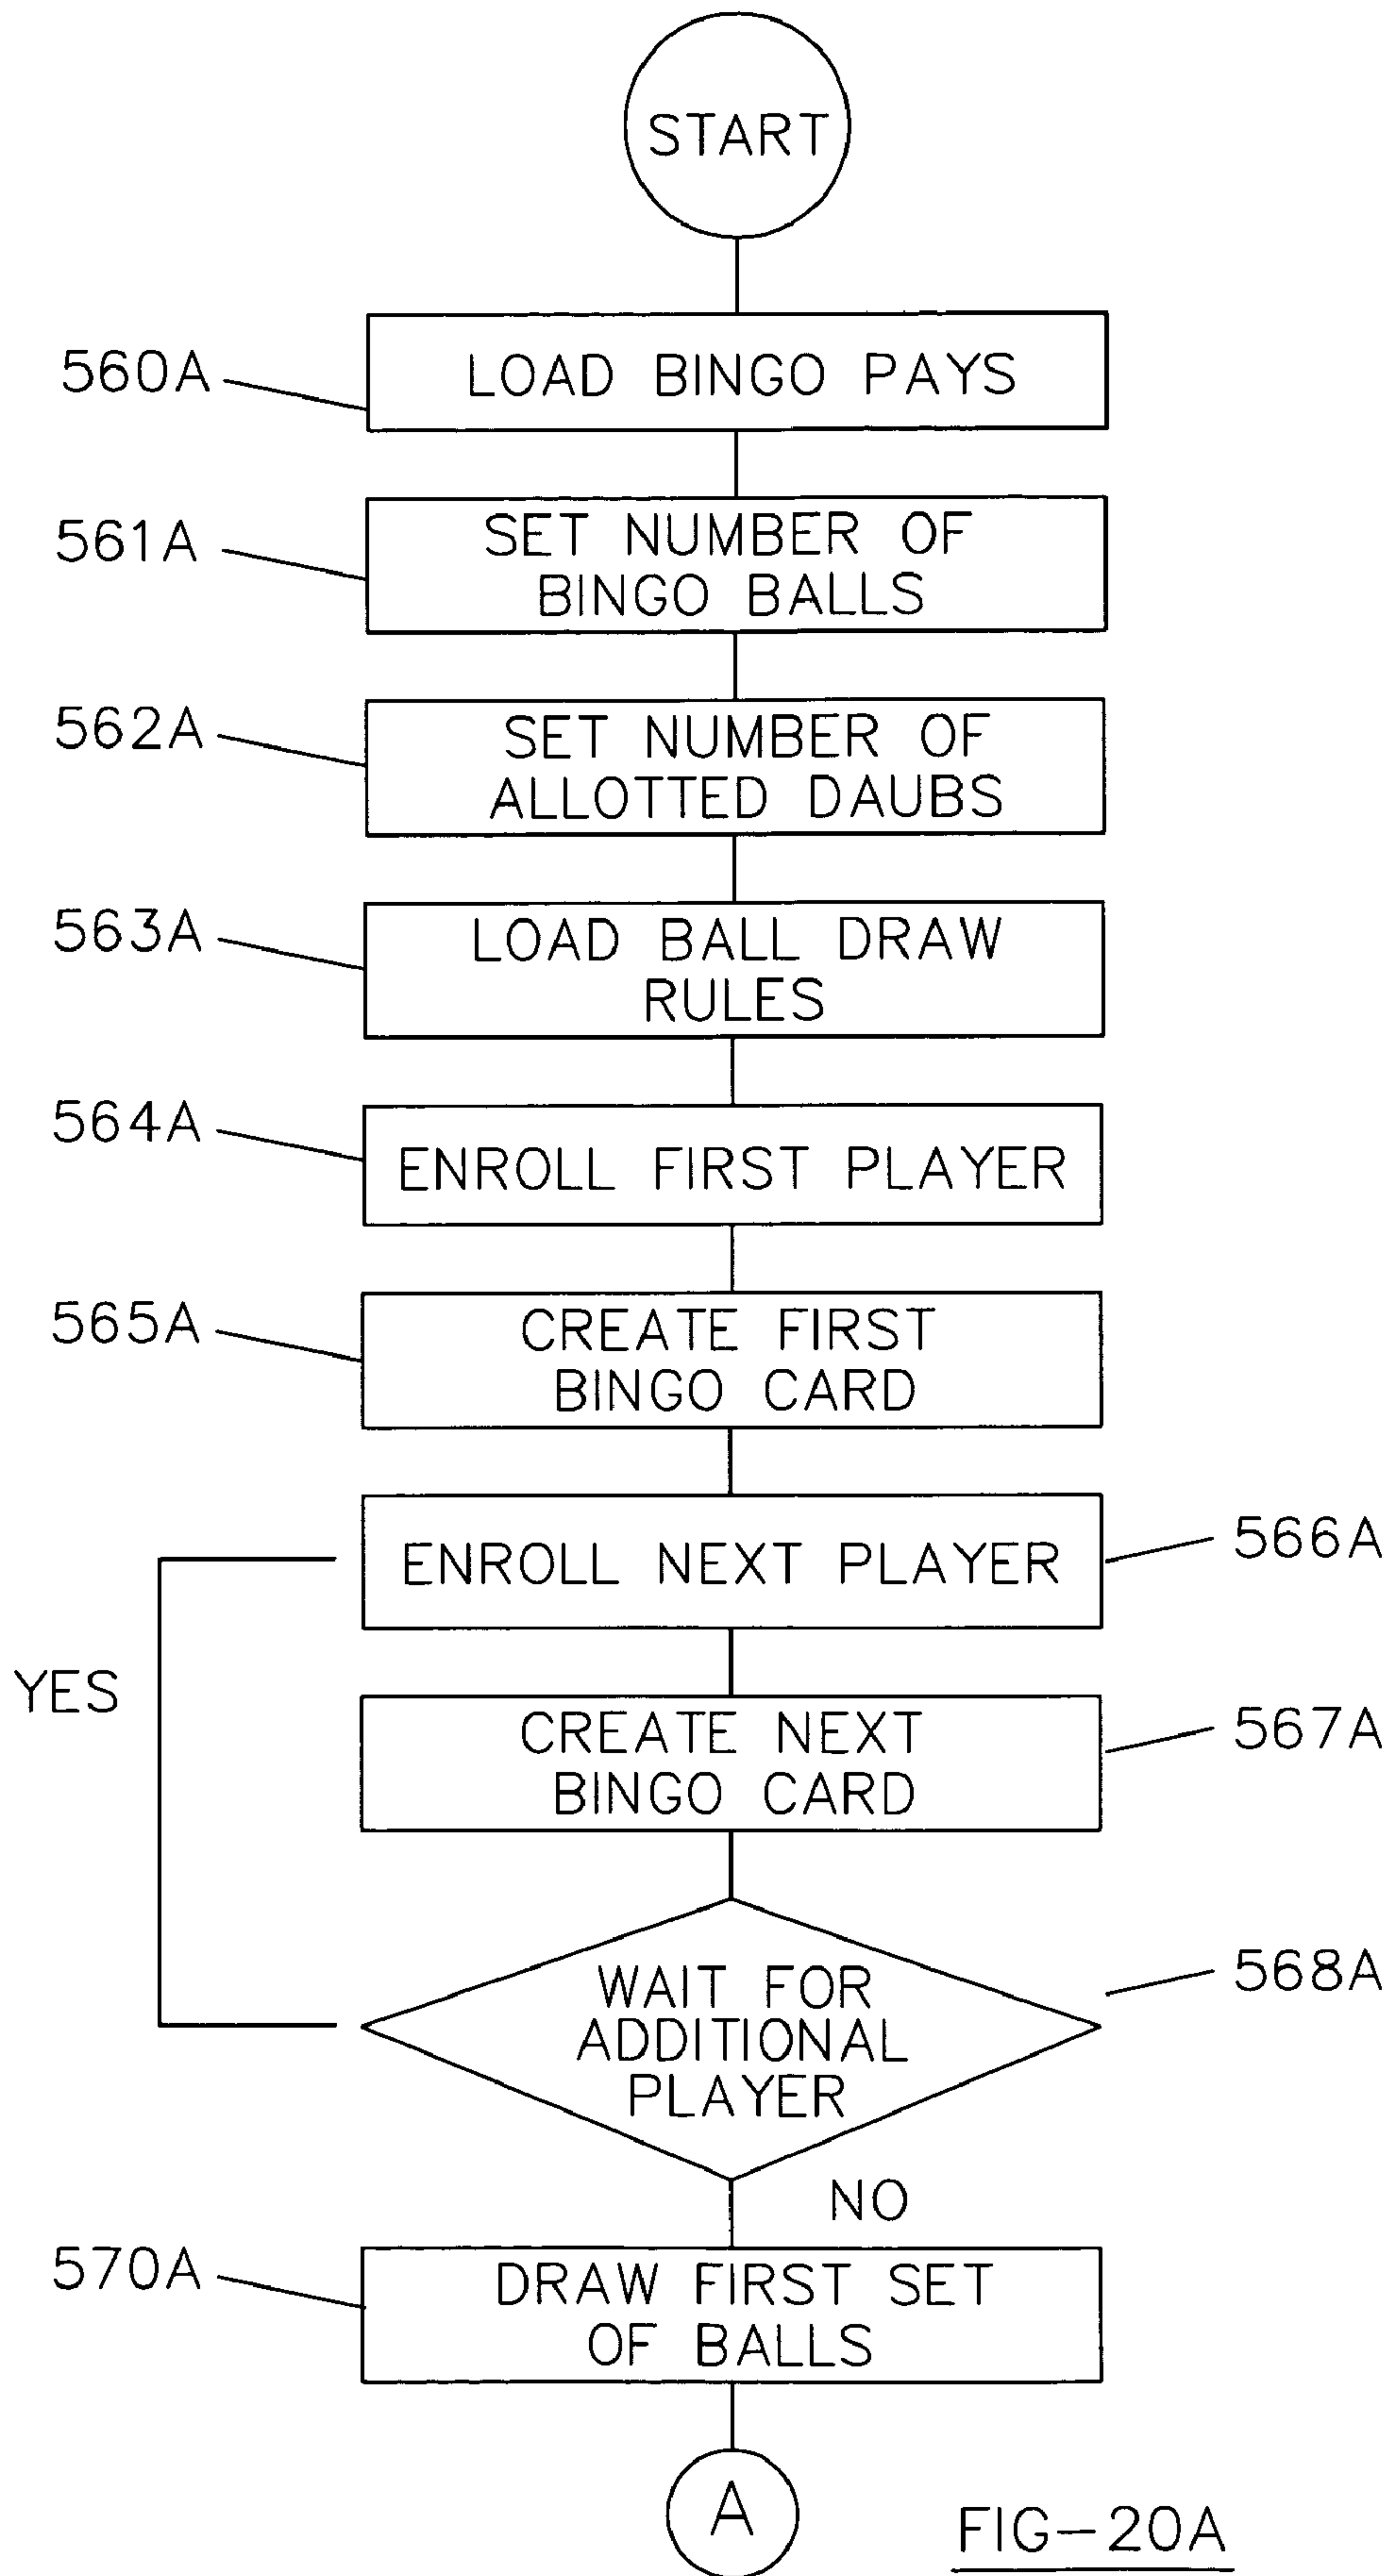 START
560A
LOAD BINGO PAYS
561A
SET NUMBER OF
BINGO BALLS
562A
SET NUMBER OF
ALLOTTED DAUBS
563A
LOAD BALL DRAW
RULES
564A
ENROLL FIRST PLAYER
565A
CREATE FIRST
BINGO CARD
ENROLL NEXT PLAYER
566A
YES
CREATE NEXT
BINGO CARD
567A
WAIT FOR
ADDITIONAL
PLAYER
568A
NO
570A
DRAW FIRST SET
OF BALLS
A
FIG-20A